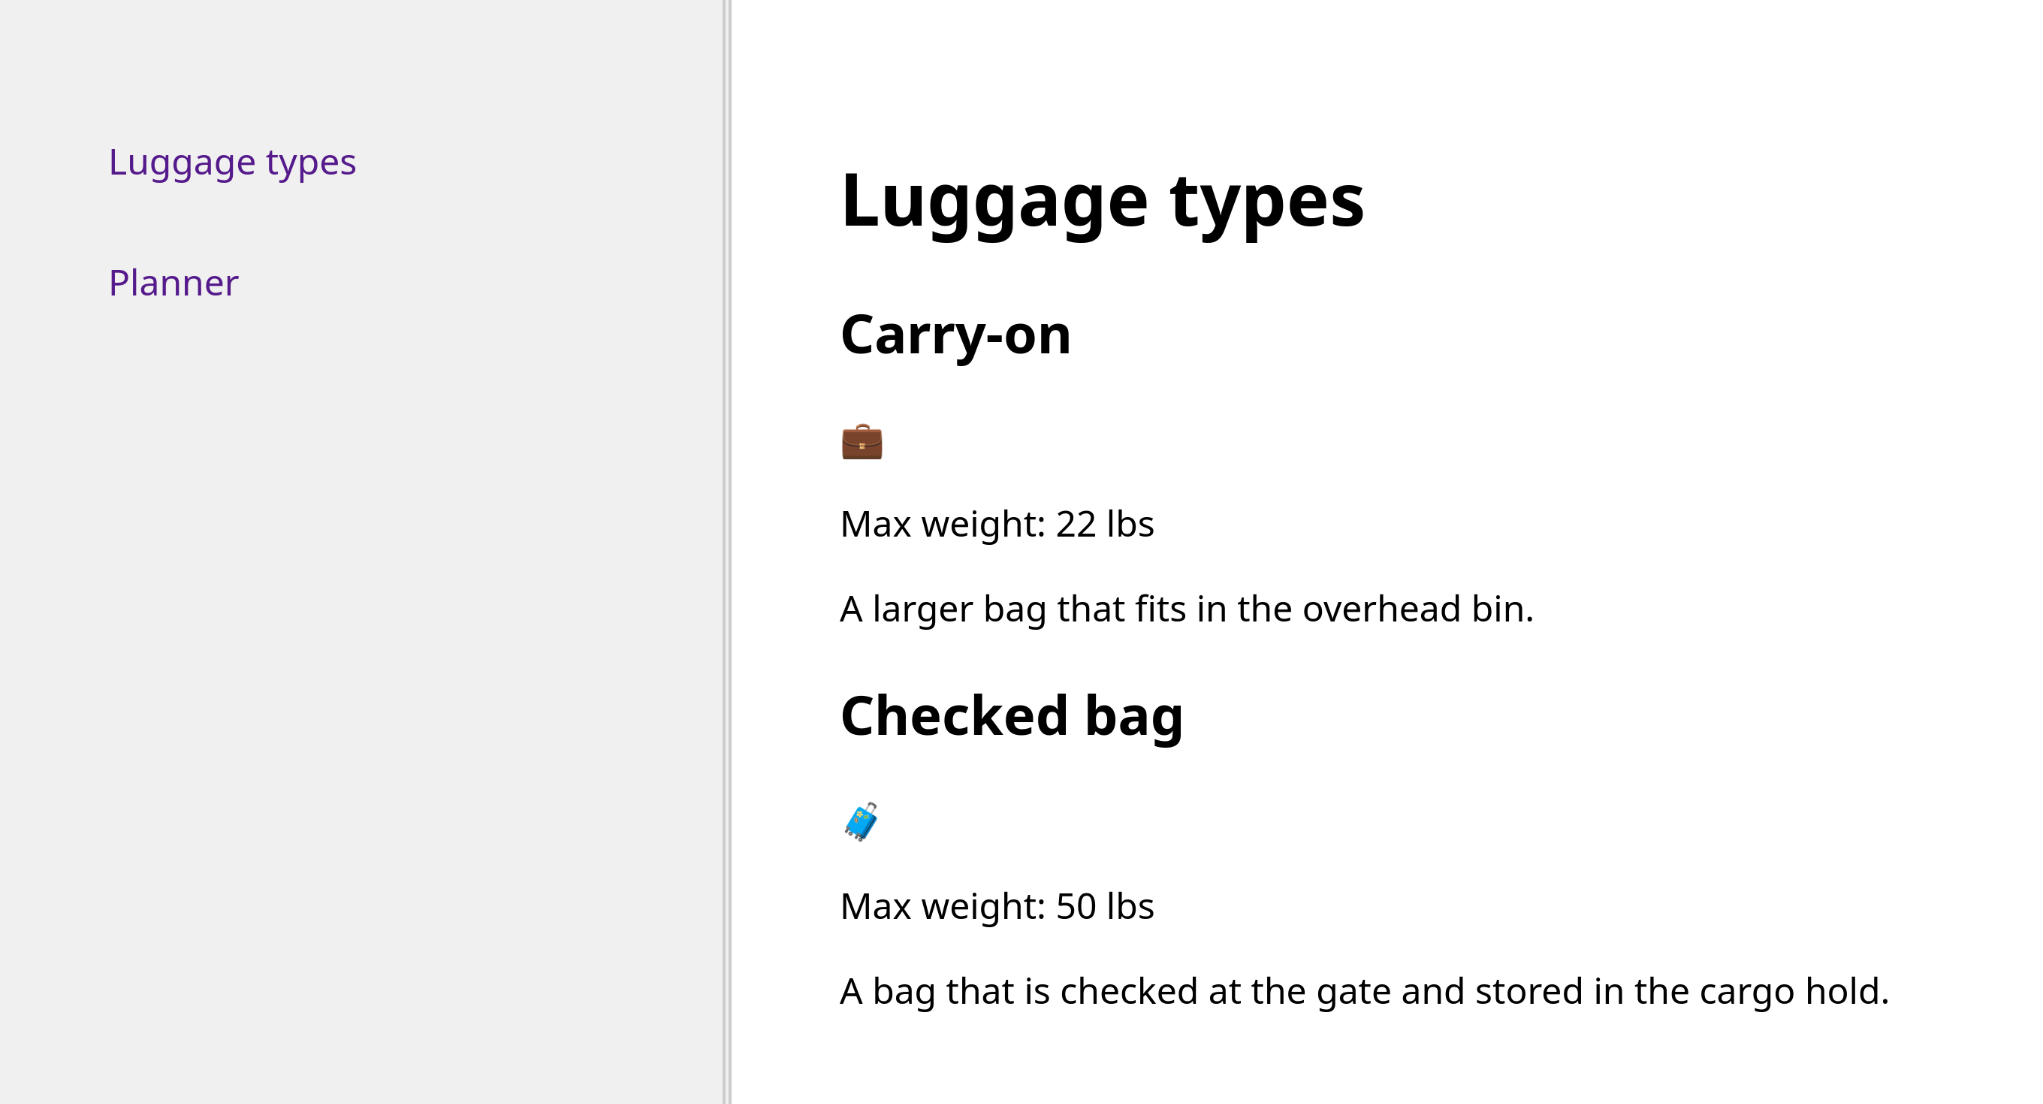 Luggage types
Planner
Luggage types
Carry-on
Max weight: 22 lbs
A larger bag that fits in the overhead bin.
Checked bag
Max weight: 50 lbs
A bag that is checked at the gate and stored in the cargo hold.